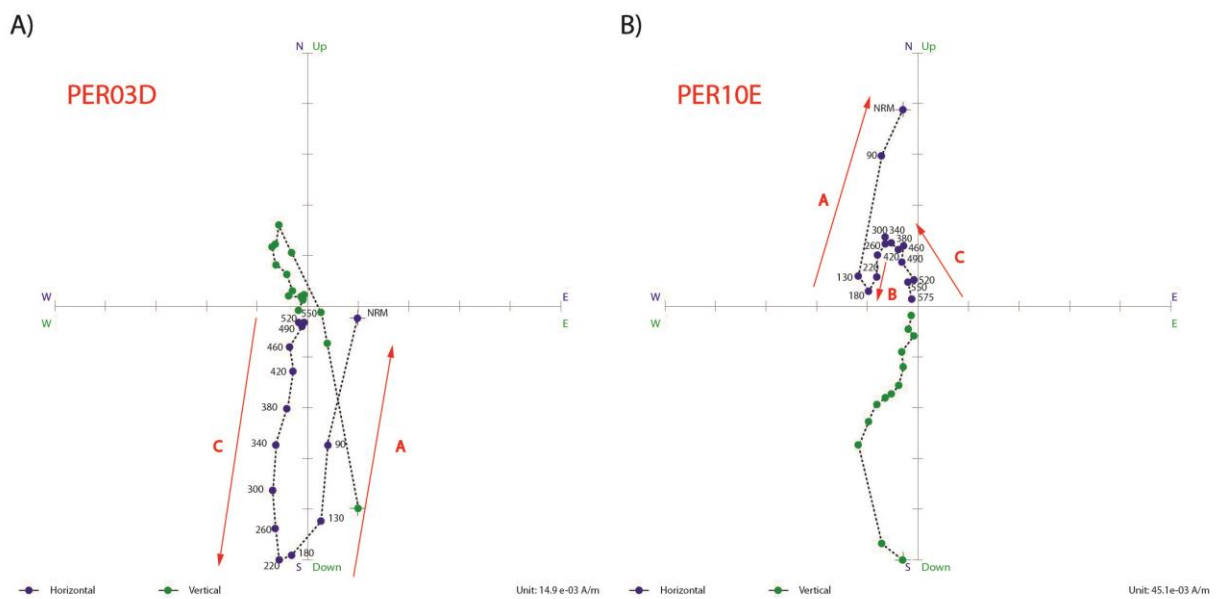 A)
N Up
PER03D
W E
W E
550
520
490
NRM
460
420
380
340
90
C
A
300
130
260
180
220
S Down
Horizontal
Vertical
Unit: 14.9 e-03 A/m
B)
N Up
PER10E
NRM
90
A
300 340
380
260
460
420
C
490
220
130
520
550
180
B
575
W E
W E
S Down
Horizontal
Vertical
Unit: 45.1e-03 A/m